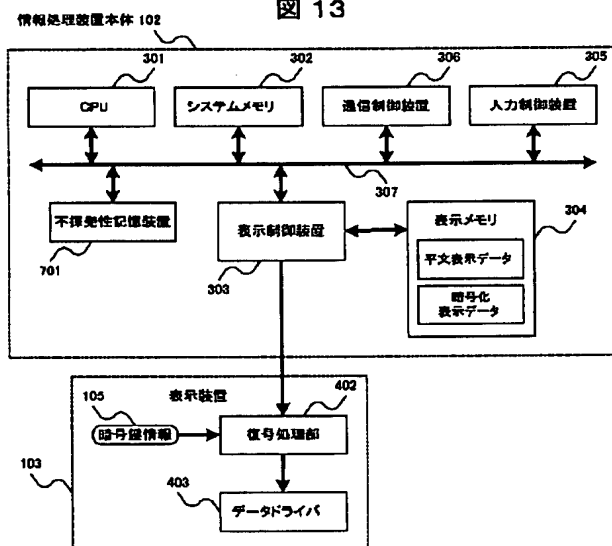 図 13
情報処理装置本体 102
301
302
306
305
CPU
システムメモリ
通信制御装置
入力制御装置
307
不揮発性記憶装置
701
表示制御装置
303
表示メモリ
304
平文表示データ
暗号化
表示データ
表示装置
105
402
暗号鍵情報
復号処理部
103
403
データドライバ